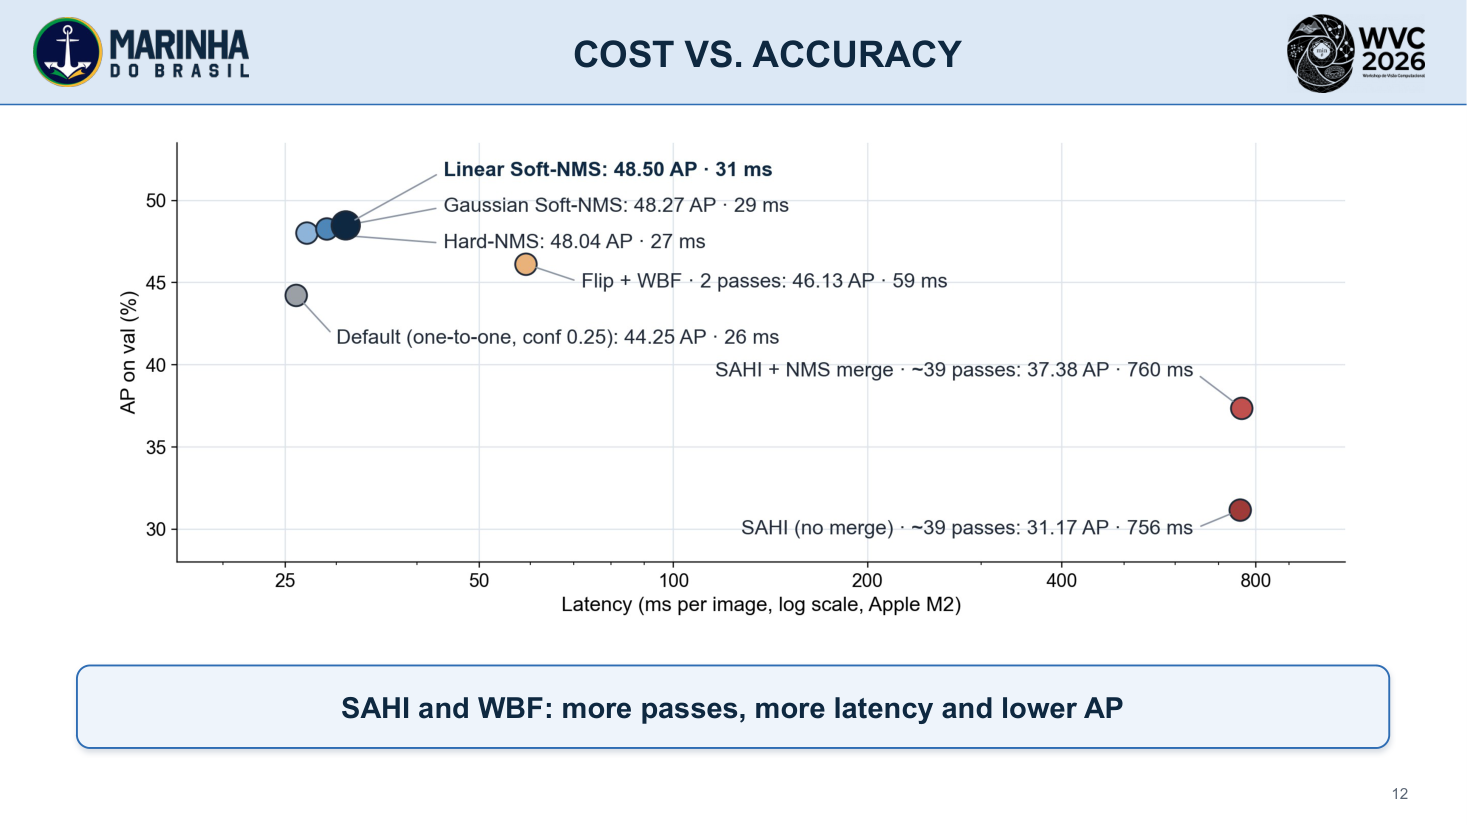 MARINHA
DO BRASIL
COST VS. ACCURACY
WVC
2026
Workshop de Visão Computacional
Linear Soft-NMS: 48.50 AP · 31 ms
Gaussian Soft-NMS: 48.27 AP · 29 ms
Hard-NMS: 48.04 AP · 27 ms
Flip + WBF · 2 passes: 46.13 AP · 59 ms
Default (one-to-one, conf 0.25): 44.25 AP · 26 ms
SAHI + NMS merge · ~39 passes: 37.38 AP · 760 ms
SAHI (no merge) · ~39 passes: 31.17 AP · 756 ms
AP on val (%)
50
45
40
35
30
25 50 100 200 400 800
Latency (ms per image, log scale, Apple M2)
SAHI and WBF: more passes, more latency and lower AP
12